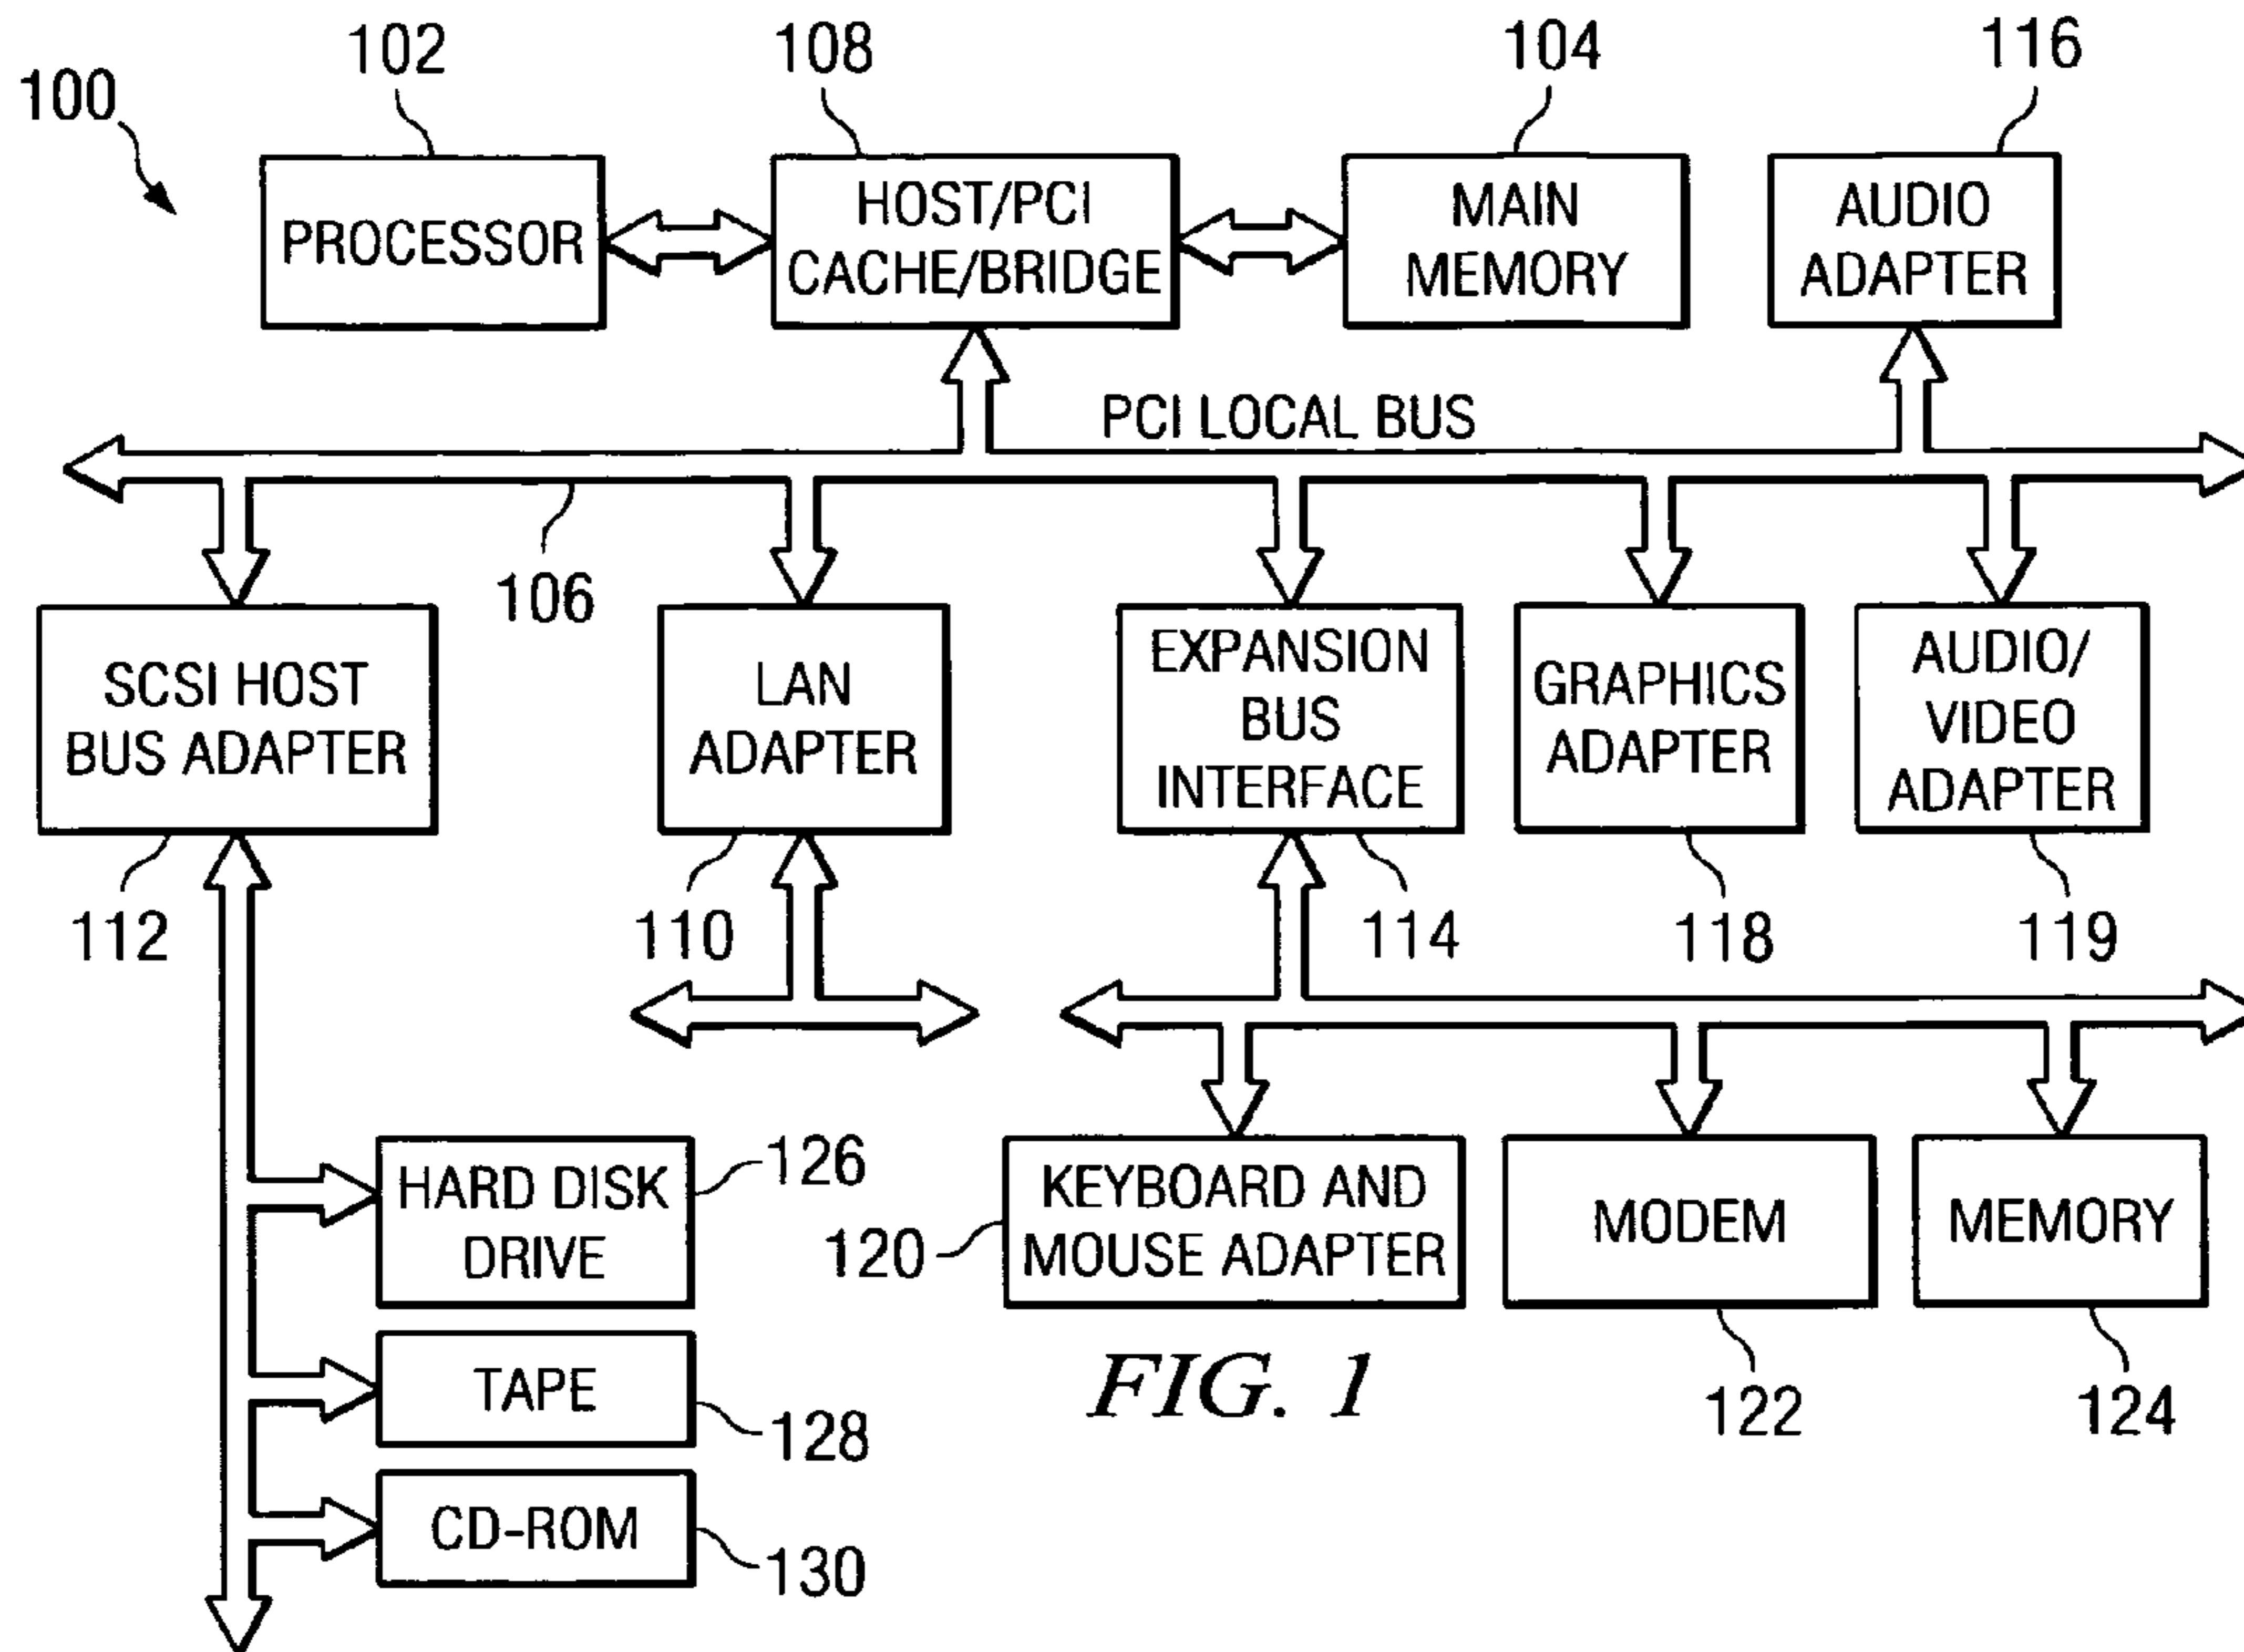 100
102
108
104
116
PROCESSOR
HOST/PCI
CACHE/BRIDGE
MAIN
MEMORY
AUDIO
ADAPTER
PCI LOCAL BUS
106
SCSI HOST
BUS ADAPTER
LAN
ADAPTER
EXPANSION
BUS
INTERFACE
GRAPHICS
ADAPTER
AUDIO/
VIDEO
ADAPTER
112
110
114
118
119
HARD DISK
DRIVE
126
TAPE
128
CD-ROM
130
120
KEYBOARD AND
MOUSE ADAPTER
MODEM
MEMORY
122
124
FIG. 1